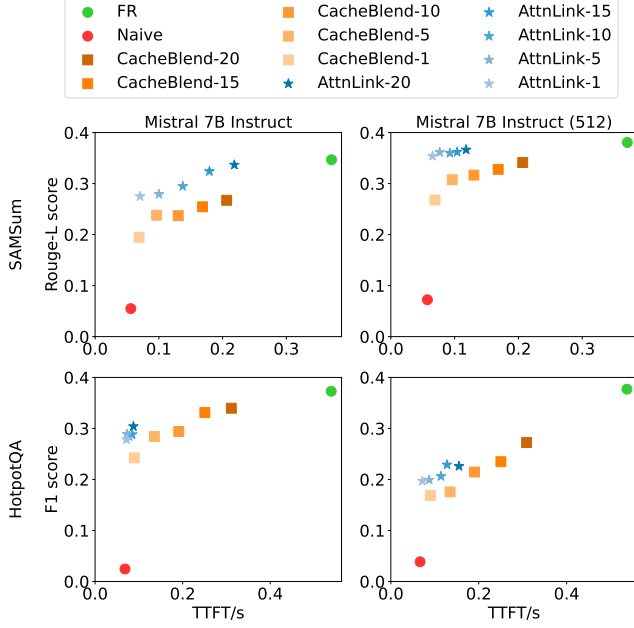 FR
Naive
CacheBlend-20
CacheBlend-15
CacheBlend-10
CacheBlend-5
CacheBlend-1
AttnLink-20
AttnLink-15
AttnLink-10
AttnLink-5
AttnLink-1
Mistral 7B Instruct
Mistral 7B Instruct (512)
SAMSum
Rouge-L score
0.4
0.3
0.2
0.1
0.0
0.0 0.1 0.2 0.3
0.4
0.3
0.2
0.1
0.0
0.0 0.1 0.2 0.3
HotpotQA
F1 score
0.4
0.3
0.2
0.1
0.0
0.0 0.2 0.4
TTFT/s
0.4
0.3
0.2
0.1
0.0
0.0 0.2 0.4
TTFT/s